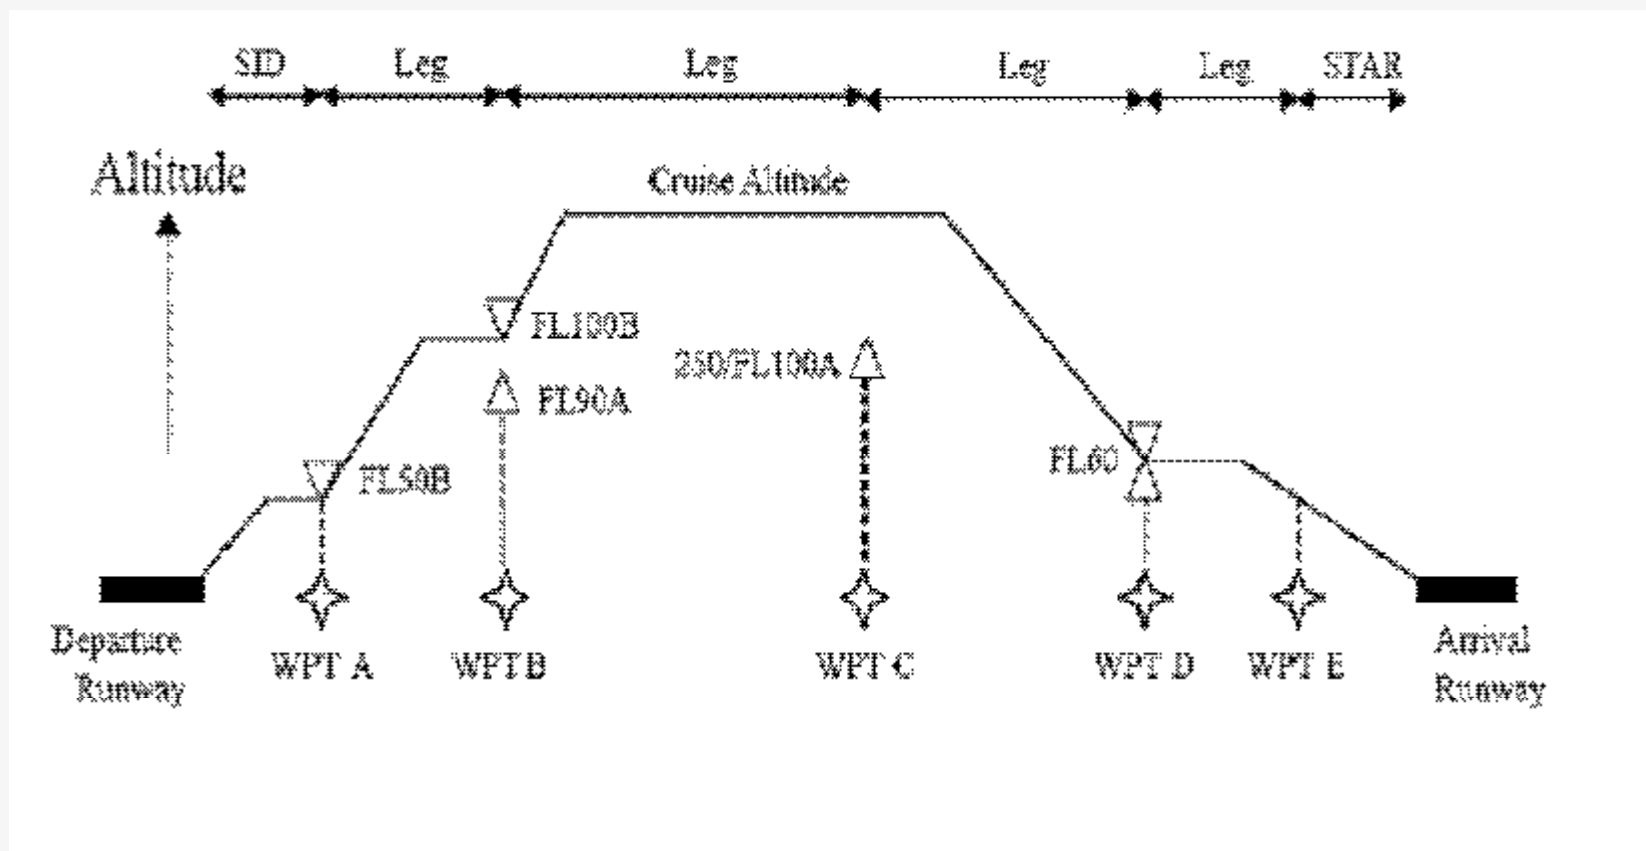 SID Leg Leg Leg Leg STAR
Altitude
Cruise Altitude
FL100B
250/FL100A
FL90A
FL60
FL50B
Departure
Runway
WPT A
WPT B
WPT C
WPT D
WPT E
Arrival
Runway